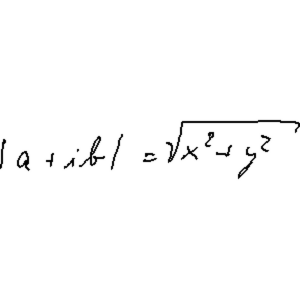 |a + ib| = √x²+y²